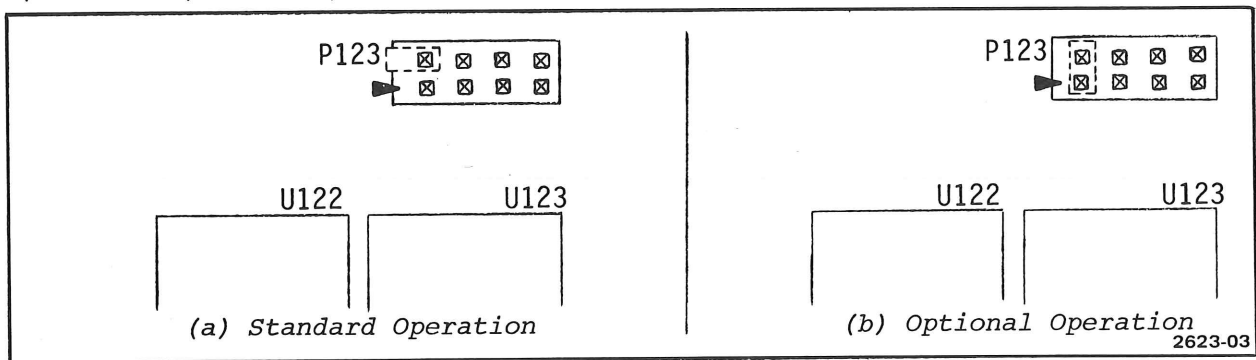 P123
U122 U123
(a) Standard Operation
P123
U122 U123
(b) Optional Operation
2623-03